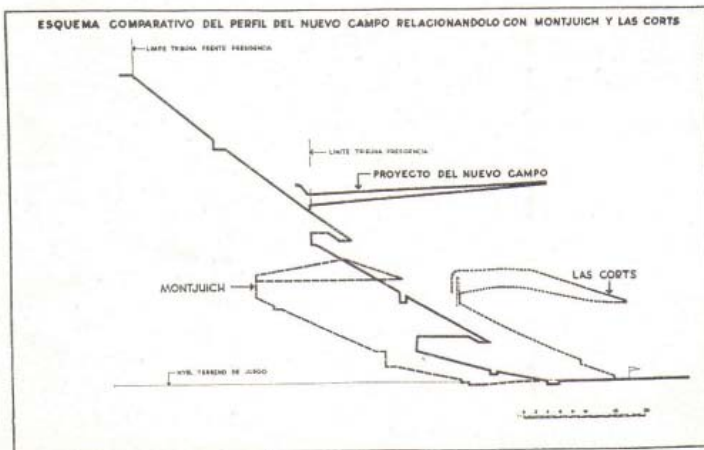 ESQUEMA COMPARATIVO DEL PERFIL DEL NUEVO CAMPO RELACIONANDOLO CON MONTJUICH Y LAS CORTS
LIMITE TRIBUNA FRENTE PRESIDENCIA
LIMITE TRIBUNA PRESIDENCIA
PROYECTO DEL NUEVO CAMPO
MONTJUICH
LAS CORTS
NIVEL TERRENO DE JUEGO